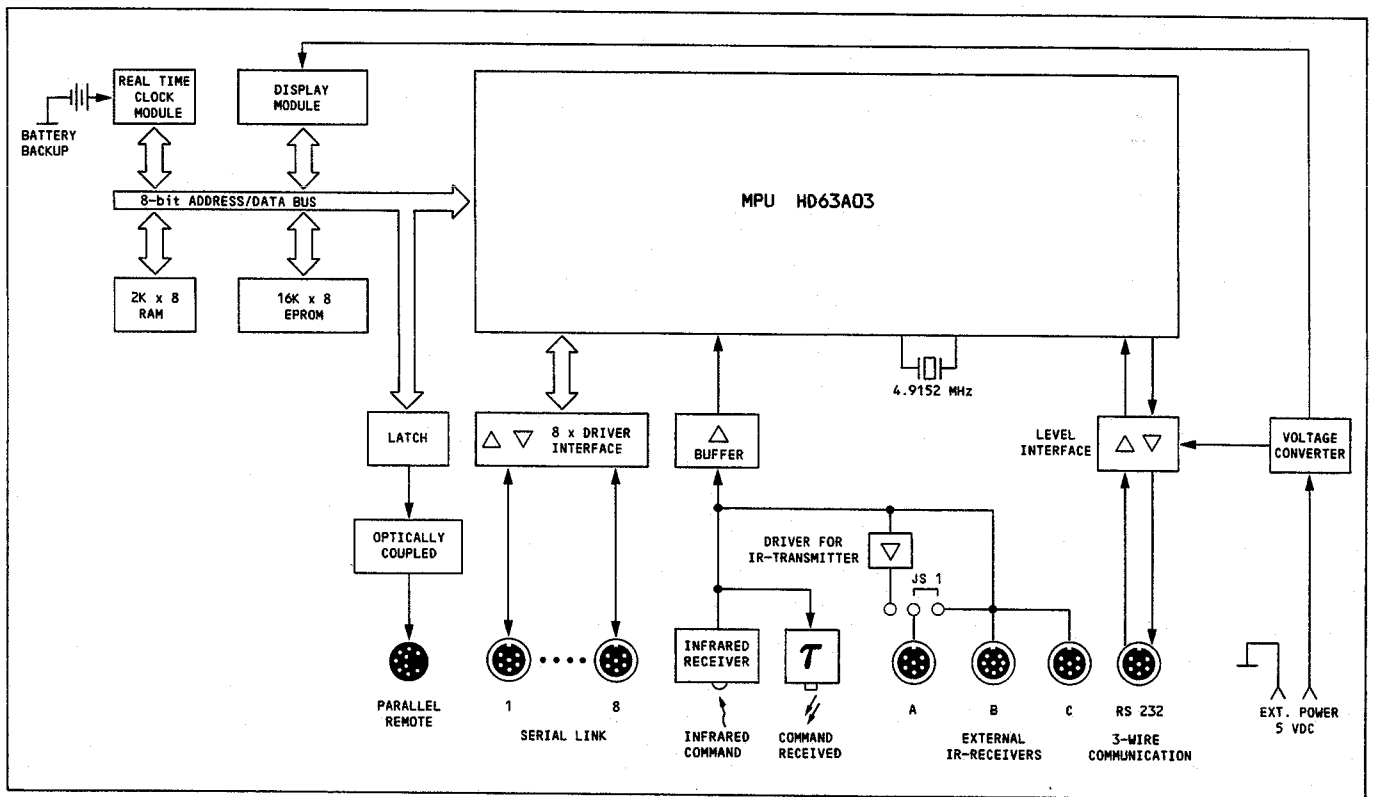 REAL TIME
CLOCK
MODULE
DISPLAY
MODULE
BATTERY
BACKUP
8-bit ADDRESS/DATA BUS
MPU HD63A03
2K x 8
RAM
16K x 8
EPROM
4.9152 MHz
LATCH
8 x DRIVER
INTERFACE
BUFFER
LEVEL
INTERFACE
VOLTAGE
CONVERTER
OPTICALLY
COUPLED
DRIVER FOR
IR-TRANSMITTER
JS 1
INFRARED
RECEIVER
τ
PARALLEL
REMOTE
1
8
SERIAL LINK
INFRARED
COMMAND
COMMAND
RECEIVED
A
B
C
EXTERNAL
IR-RECEIVERS
RS 232
3-WIRE
COMMUNICATION
EXT. POWER
5 VDC